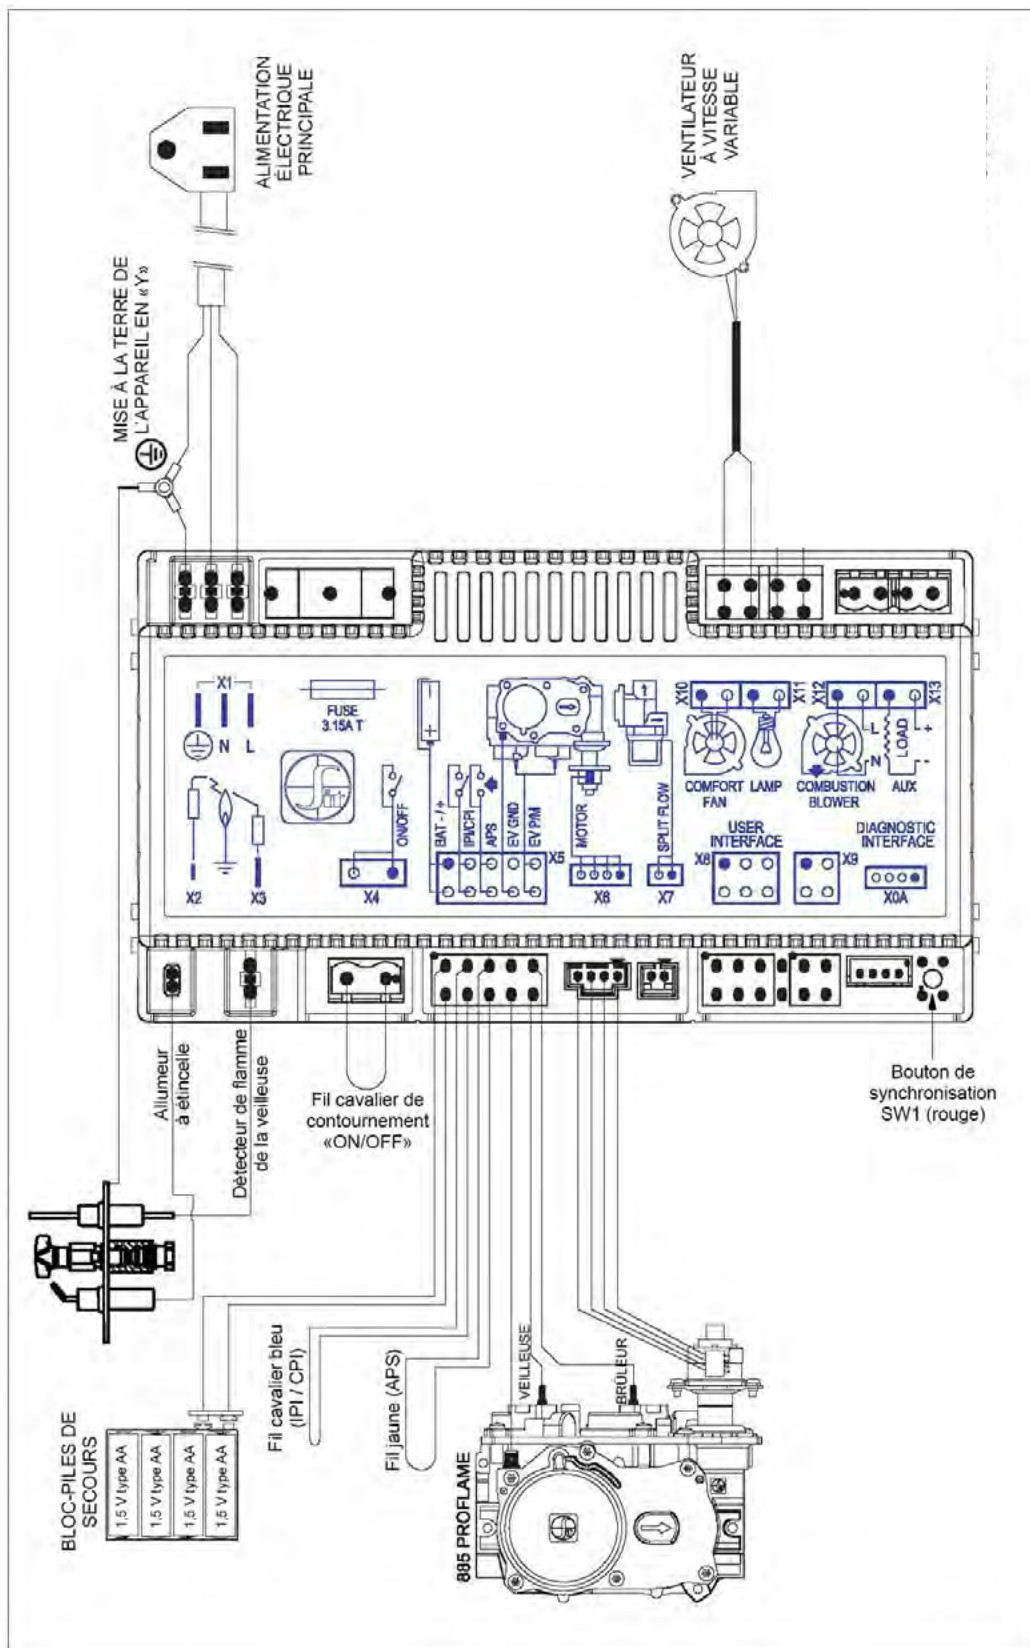 ALIMENTATION
ÉLECTRIQUE
PRINCIPALE
VENTILATEUR
À VITESSE
VARIABLE
MISE À LA TERRE DE
L'APPAREIL EN «Y»
X1
N
L
FUSE
3.15A T
X2
X3
ON/OFF
X4
BAT - / +
IPI/CPI
APS
EV GND
EV P/M
X5
MOTOR
X6
SPLIT FLOW
X7
X10
X11
X12
X13
COMFORT
FAN
LAMP
COMBUSTION
BLOWER
L
N
LOAD
+
-
AUX
USER
INTERFACE
X8
X9
DIAGNOSTIC
INTERFACE
X0A
Allumeur
à étincelle
Détecteur de flamme
de la veilleuse
Fil cavalier de
contournement
«ON/OFF»
Bouton de
synchronisation
SW1 (rouge)
BLOC-PILES DE
SECOURS
1,5 V type AA
1,5 V type AA
1,5 V type AA
1,5 V type AA
Fil cavalier bleu
(IPI / CPI)
Fil jaune (APS)
VEILLEUSE
BRÛLEUR
885 PROFLAME